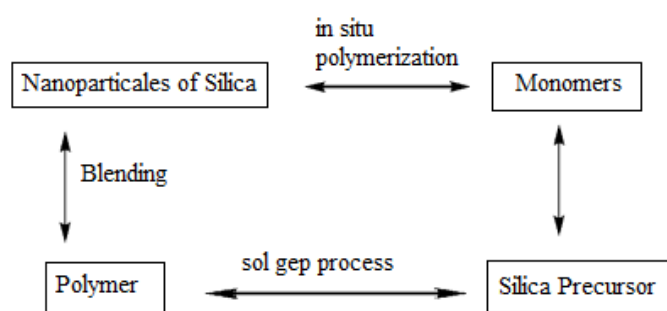 in situ
polymerization
Nanoparticales of Silica
Monomers
Blending
sol gep process
Polymer
Silica Precursor